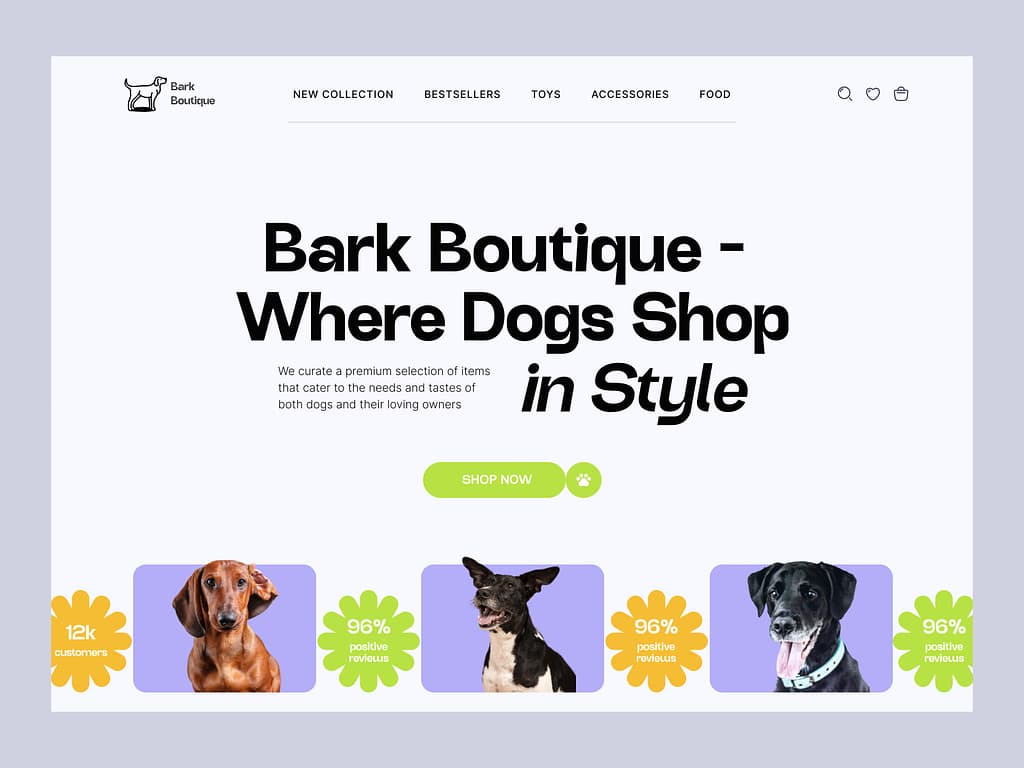 Bark
Boutique
NEW COLLECTION
BESTSELLERS
TOYS
ACCESSORIES
FOOD
Bark Boutique -
Where Dogs Shop
in Style
We curate a premium selection of items
that cater to the needs and tastes of
both dogs and their loving owners
SHOP NOW
12k
customers
96%
positive
reviews
96%
positive
reviews
96%
positive
reviews